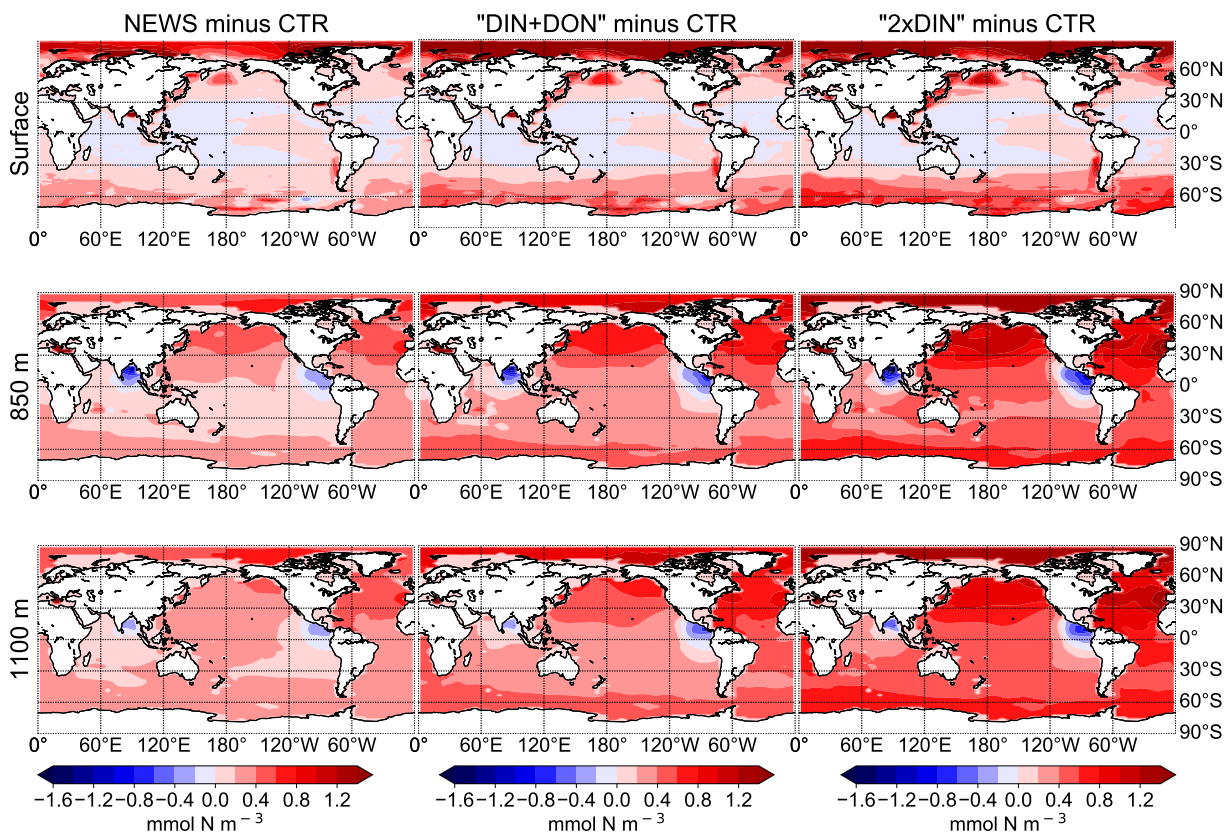 NEWS minus CTR "DIN+DON" minus CTR "2xDIN" minus CTR
Surface
60°N
30°N
0°
30°S
60°S
0° 60°E 120°E 180° 120°W 60°W 0° 60°E 120°E 180° 120°W 60°W 0° 60°E 120°E 180° 120°W 60°W
850 m
90°N
60°N
30°N
0°
30°S
60°S
90°S
0° 60°E 120°E 180° 120°W 60°W 0° 60°E 120°E 180° 120°W 60°W 0° 60°E 120°E 180° 120°W 60°W
1100 m
90°N
60°N
30°N
0°
30°S
60°S
90°S
0° 60°E 120°E 180° 120°W 60°W 0° 60°E 120°E 180° 120°W 60°W 0° 60°E 120°E 180° 120°W 60°W
−1.6 −1.2 −0.8 −0.4 0.0 0.4 0.8 1.2 −1.6 −1.2 −0.8 −0.4 0.0 0.4 0.8 1.2 −1.6 −1.2 −0.8 −0.4 0.0 0.4 0.8 1.2
mmol N m⁻³ mmol N m⁻³ mmol N m⁻³